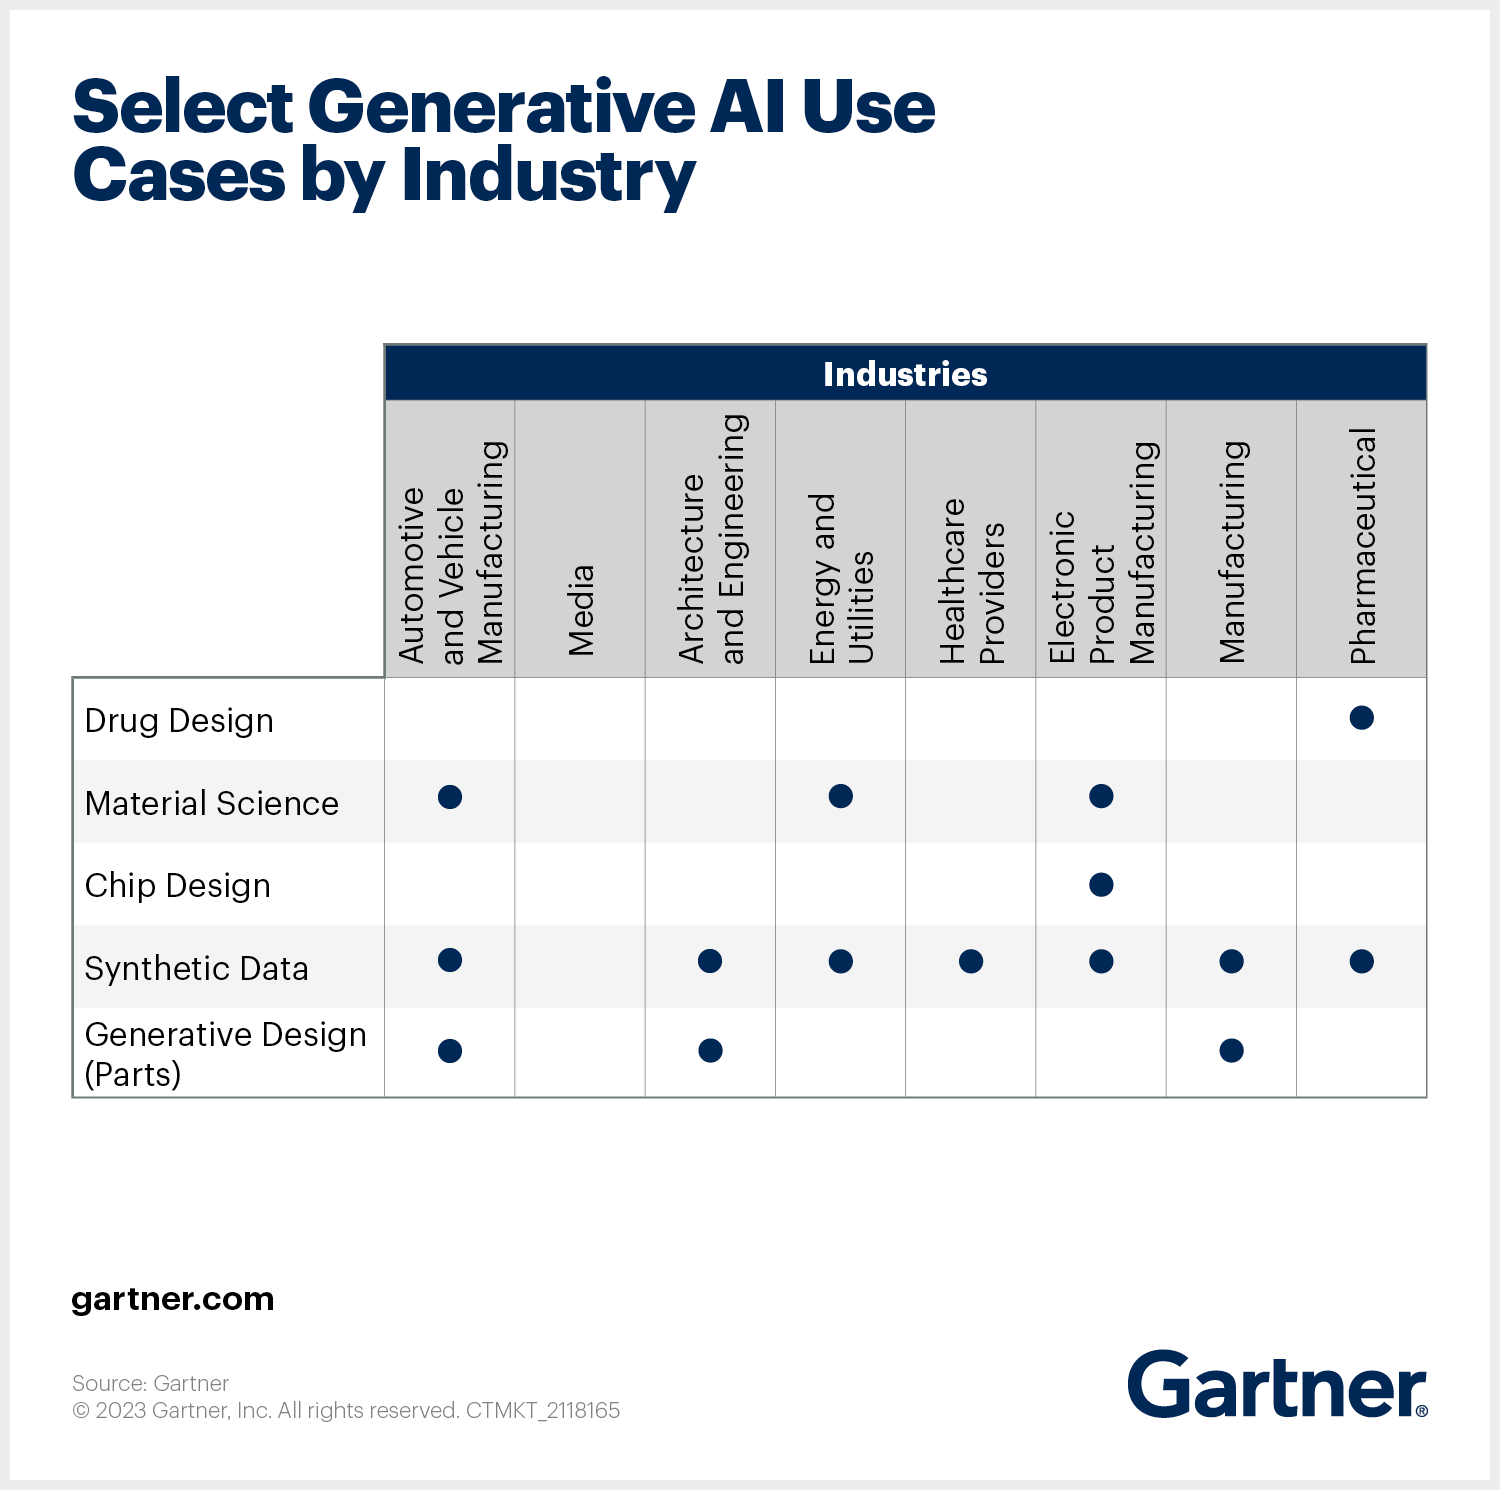 Select Generative AI Use
Cases by Industry
Industries
Automotive
and Vehicle
Manufacturing
Media
Architecture
and Engineering
Energy and
Utilities
Healthcare
Providers
Electronic
Product
Manufacturing
Manufacturing
Pharmaceutical
Drug Design
Material Science
Chip Design
Synthetic Data
Generative Design
(Parts)
gartner.com
Source: Gartner
© 2023 Gartner, Inc. All rights reserved. CTMKT_2118165
Gartner®